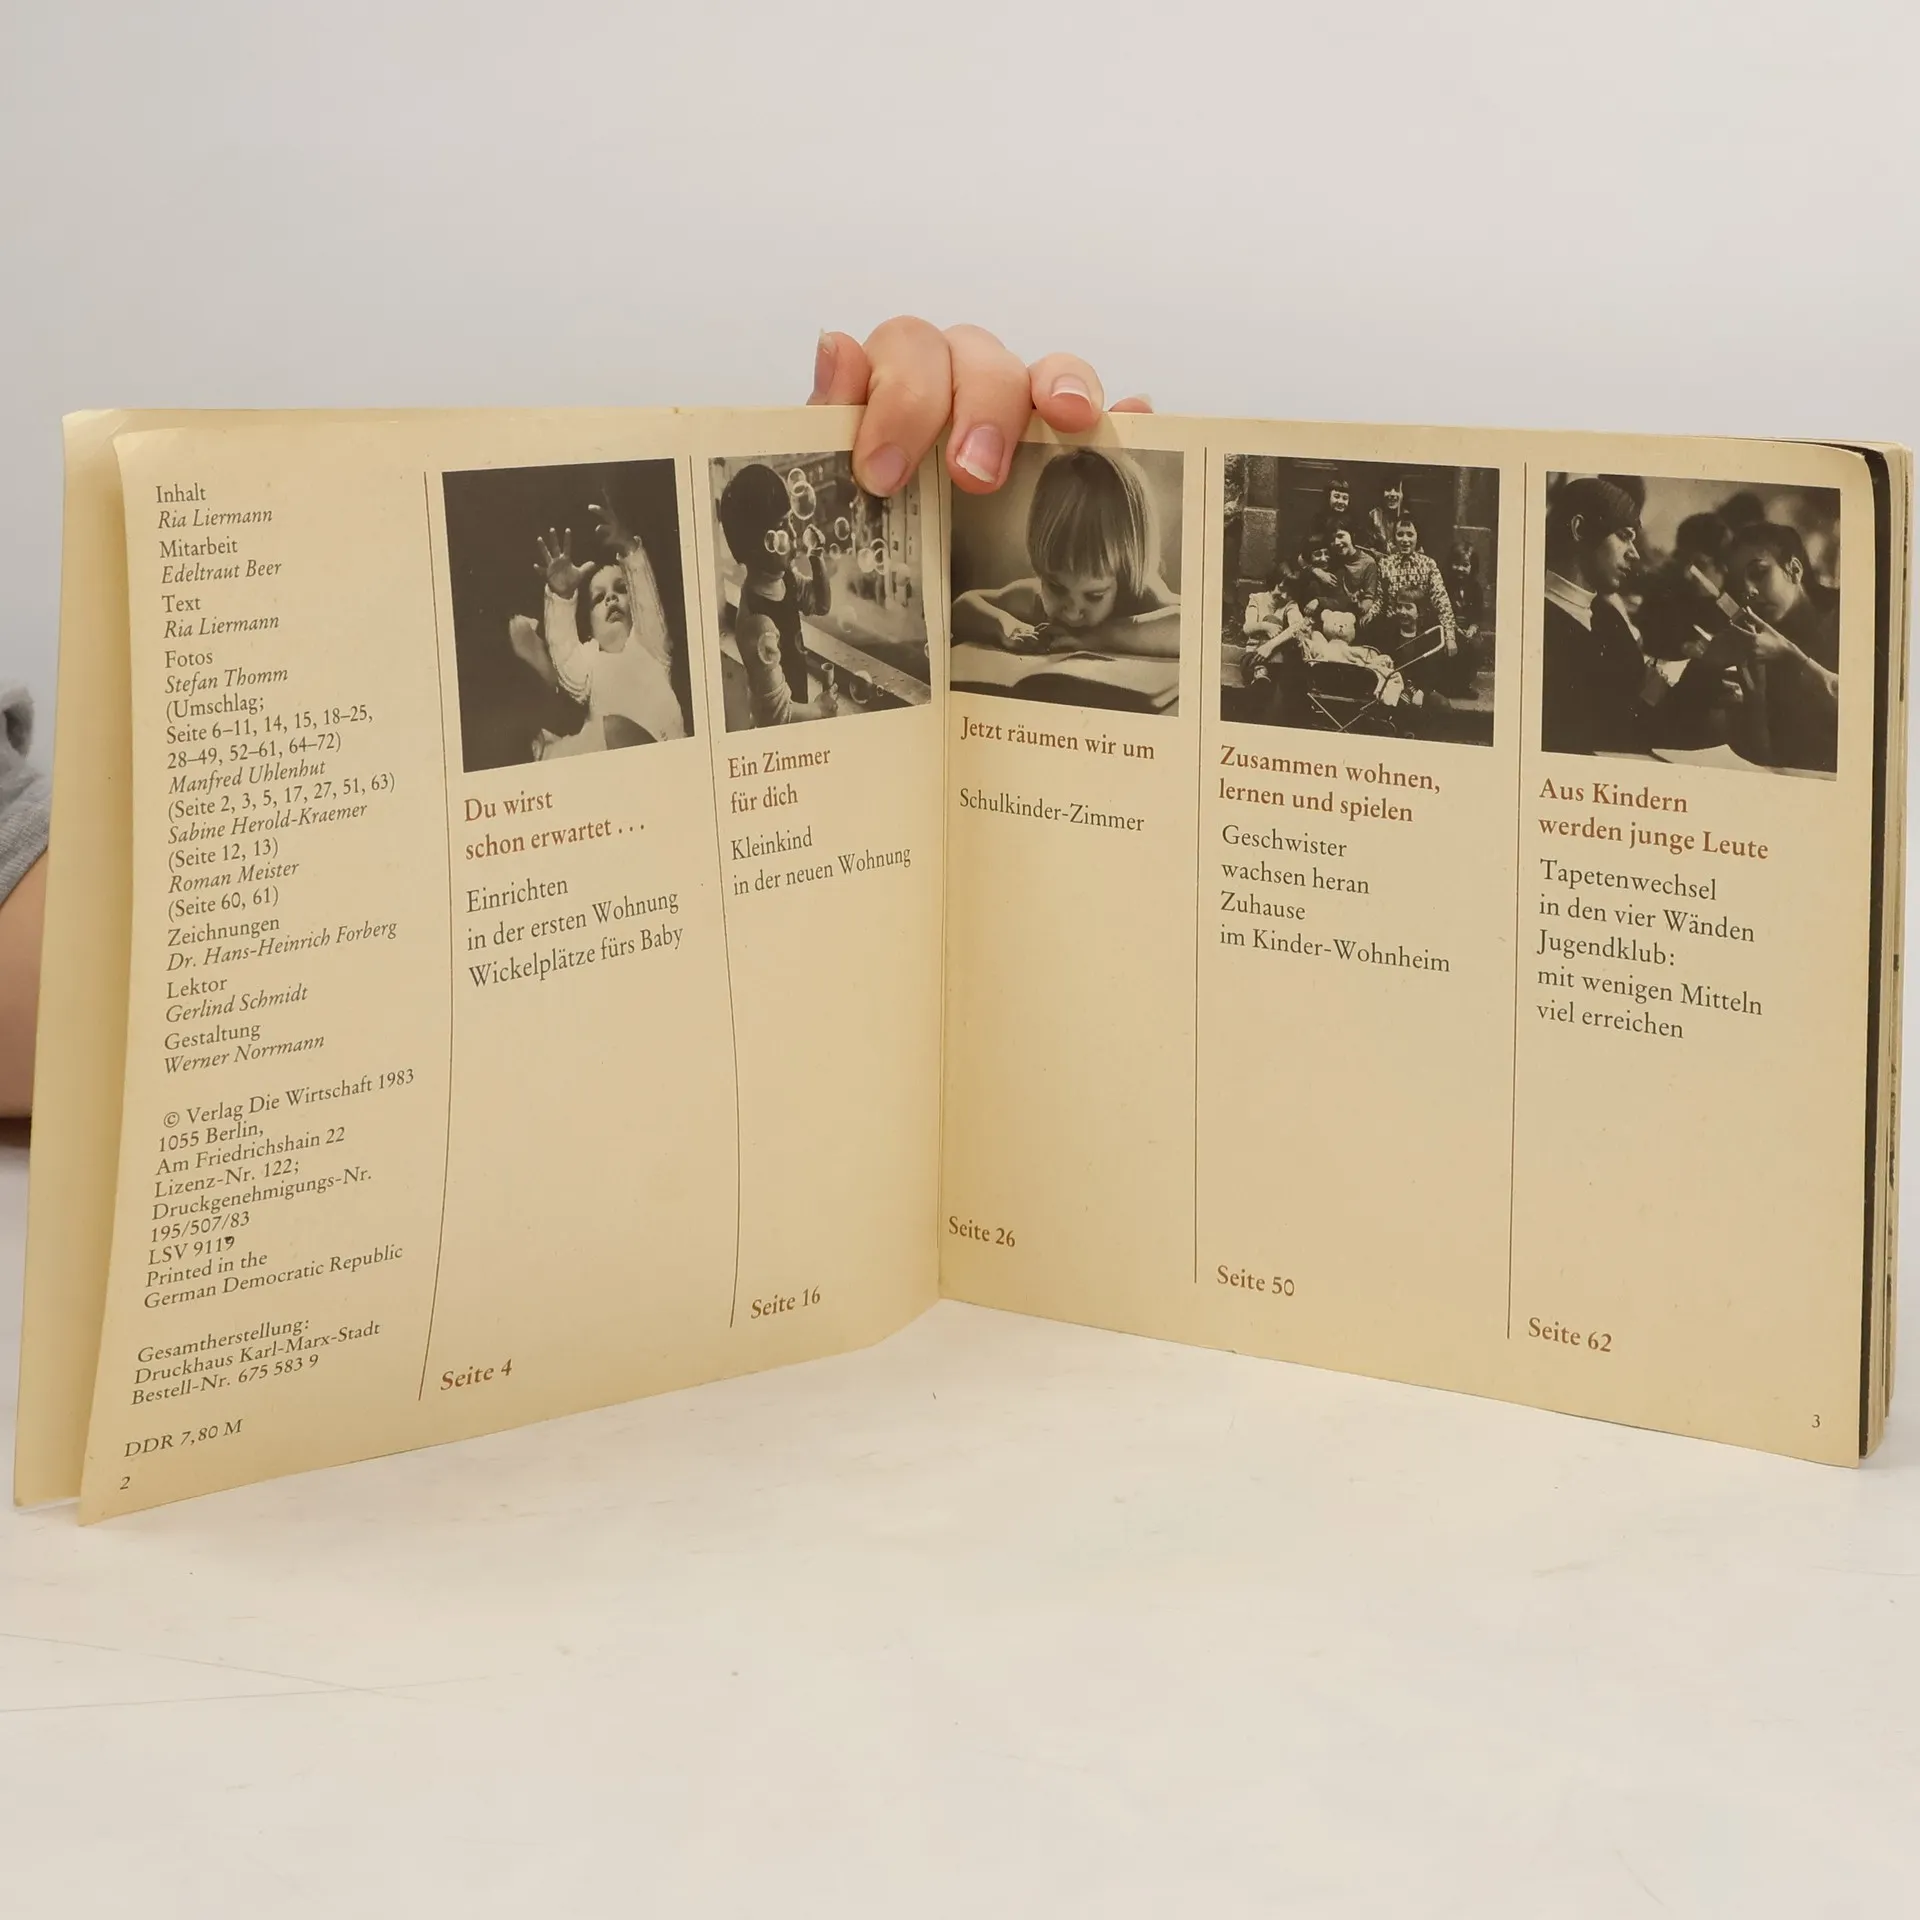 Inhalt
Ria Liermann
Mitarbeit
Edeltraut Beer
Text
Ria Liermann
Fotos
Stefan Thomm
(Umschlag;
Seite 6–11, 14, 15, 18–25,
28–49, 52–61, 64–72)
Manfred Uhlenhut
(Seite 2, 3, 5, 17, 27, 51, 63)
Sabine Herold-Kraemer
(Seite 12, 13)
Roman Meister
(Seite 60, 61)
Zeichnungen
Dr. Hans-Heinrich Forberg
Lektor
Gerlind Schmidt
Gestaltung
Werner Norrmann
© Verlag Die Wirtschaft 1983
1055 Berlin,
Am Friedrichshain 22
Lizenz-Nr. 122;
Druckgenehmigungs-Nr.
195/507/83
LSV 9119
Printed in the
German Democratic Republic
Gesamtherstellung:
Druckhaus Karl-Marx-Stadt
Bestell-Nr. 675 583 9
DDR 7,80 M
2
Du wirst
schon erwartet . . .
Einrichten
in der ersten Wohnung
Wickelplätze fürs Baby
Seite 4
Ein Zimmer
für dich
Kleinkind
in der neuen Wohnung
Seite 16
Jetzt räumen wir um
Schulkinder-Zimmer
Seite 26
Zusammen wohnen,
lernen und spielen
Geschwister
wachsen heran
Zuhause
im Kinder-Wohnheim
Seite 50
Aus Kindern
werden junge Leute
Tapetenwechsel
in den vier Wänden
Jugendklub:
mit wenigen Mitteln
viel erreichen
Seite 62
3